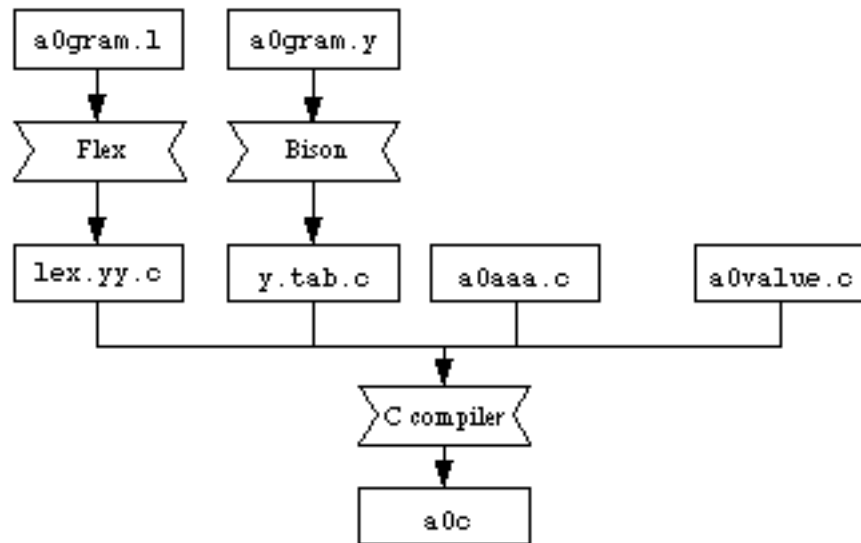 a0gram.l
a0gram.y
Flex
Bison
lex.yy.c
y.tab.c
a0aaa.c
a0value.c
C compiler
a0c